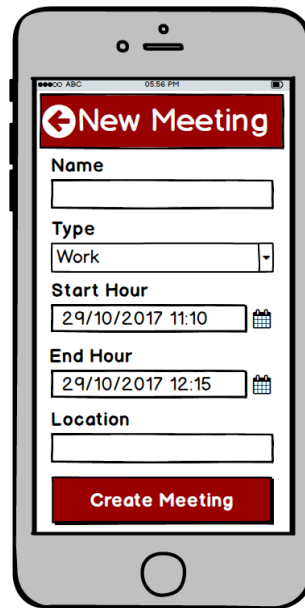 ABC 05:56 PM
New Meeting
Name
Type
Work
Start Hour
29/10/2017 11:10
End Hour
29/10/2017 12:15
Location
Create Meeting